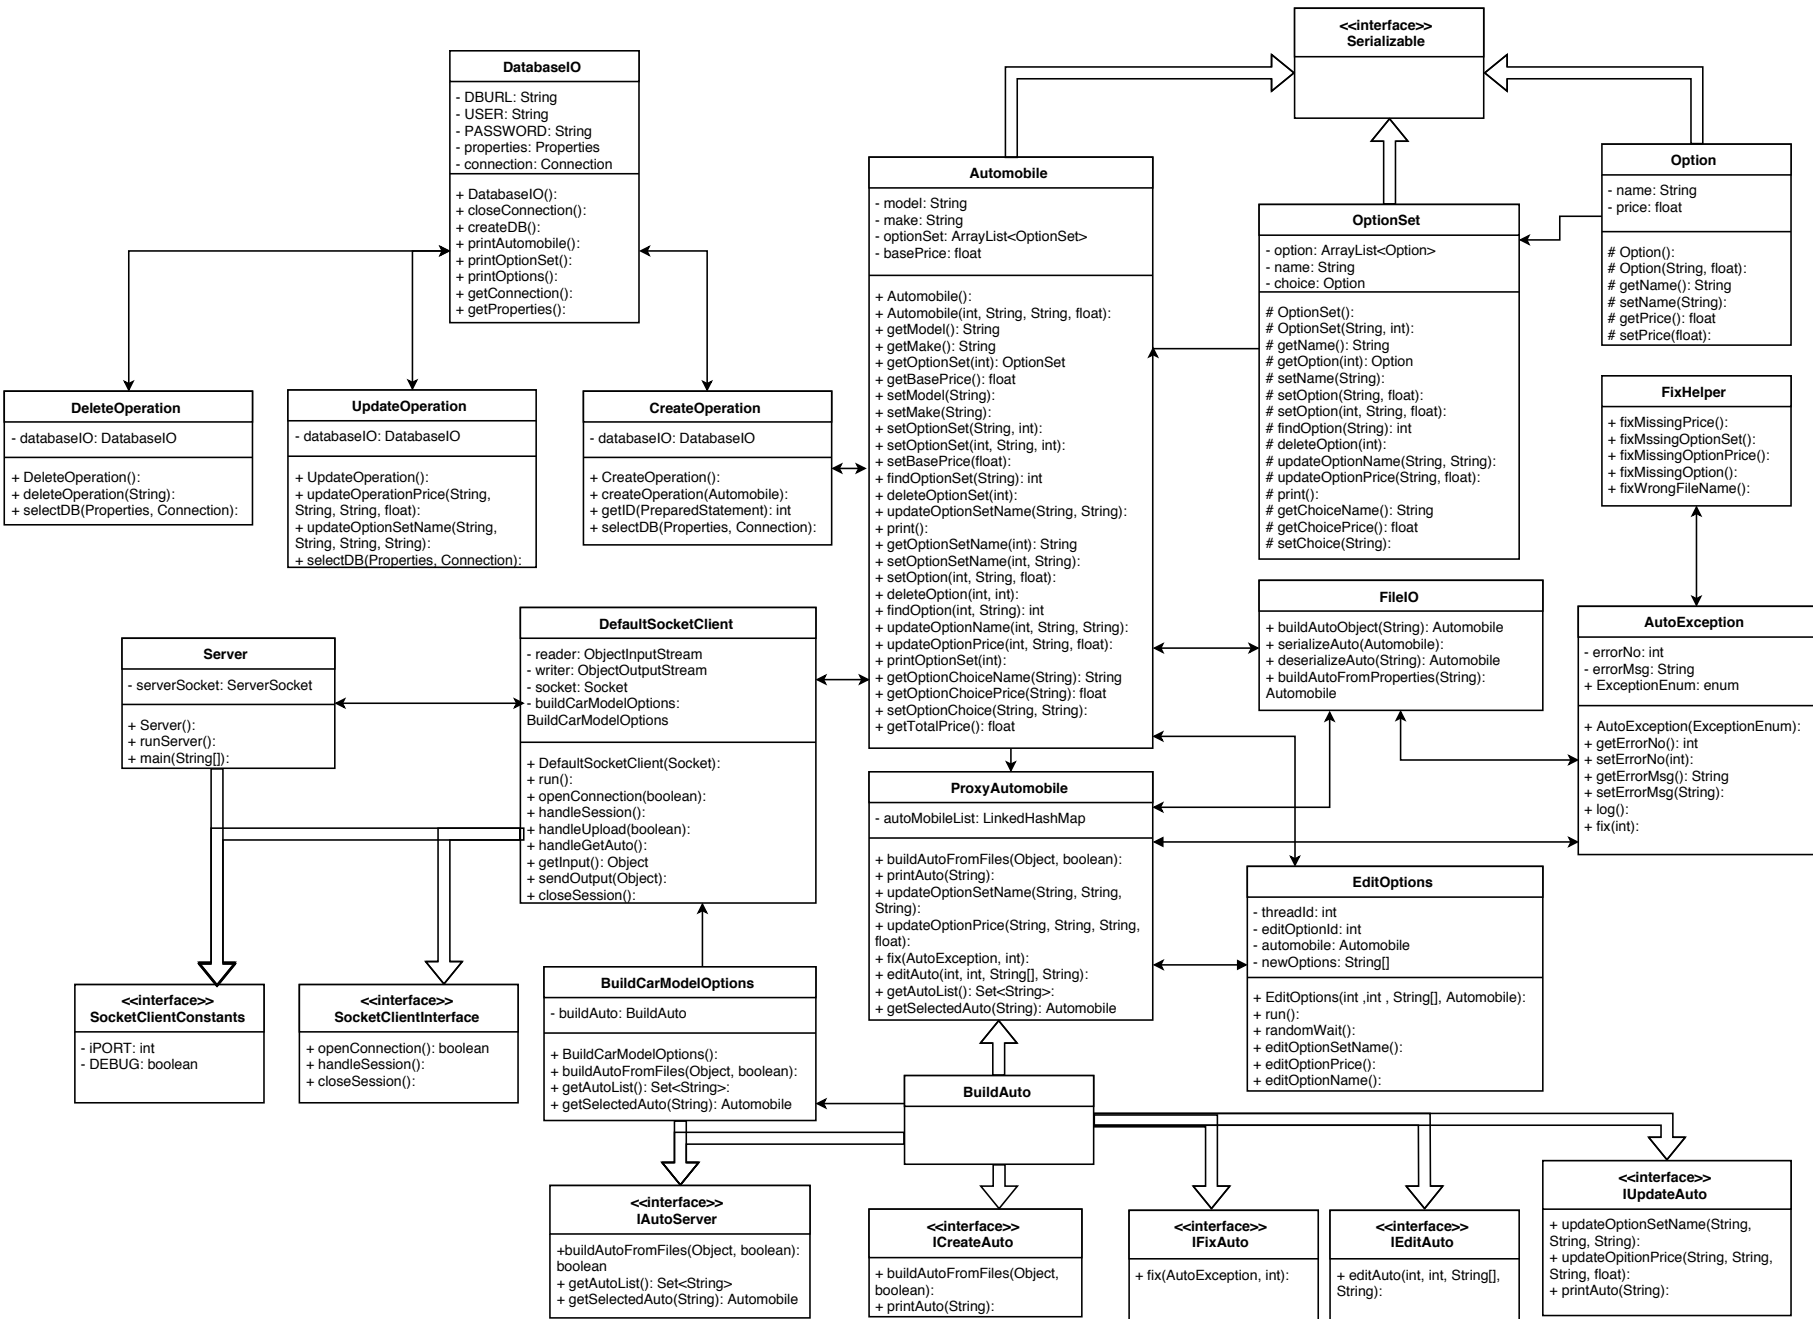 <<interface>>
Serializable
DatabaseIO
- DBURL: String
- USER: String
- PASSWORD: String
- properties: Properties
- connection: Connection
+ DatabaseIO():
+ closeConnection():
+ createDB():
+ printAutomobile():
+ printOptionSet():
+ printOptions():
+ getConnection():
+ getProperties():
Automobile
- model: String
- make: String
- optionSet: ArrayList<OptionSet>
- basePrice: float
+ Automobile():
+ Automobile(int, String, String, float):
+ getModel(): String
+ getMake(): String
+ getOptionSet(int): OptionSet
+ getBasePrice(): float
+ setModel(String):
+ setMake(String):
+ setOptionSet(String, int):
+ setOptionSet(int, String, int):
+ setBasePrice(float):
+ findOptionSet(String): int
+ deleteOptionSet(int):
+ updateOptionSetName(String, String):
+ print():
+ getOptionSetName(int): String
+ setOptionSetName(int, String):
+ setOption(int, String, float):
+ deleteOption(int, int):
+ findOption(int, String): int
+ updateOptionName(int, String, String):
+ updateOptionPrice(int, String, float):
+ printOptionSet(int):
+ getOptionChoiceName(String): String
+ getOptionChoicePrice(String): float
+ setOptionChoice(String, String):
+ getTotalPrice(): float
OptionSet
- option: ArrayList<Option>
- name: String
- choice: Option
# OptionSet():
# OptionSet(String, int):
# getName(): String
# getOption(int): Option
# setName(String):
# setOption(String, float):
# setOption(int, String, float):
# findOption(String): int
# deleteOption(int):
# updateOptionName(String, String):
# updateOptionPrice(String, float):
# print():
# getChoiceName(): String
# getChoicePrice(): float
# setChoice(String):
Option
- name: String
- price: float
# Option():
# Option(String, float):
# getName(): String
# setName(String):
# getPrice(): float
# setPrice(float):
DeleteOperation
- databaseIO: DatabaseIO
+ DeleteOperation():
+ deleteOperation(String):
+ selectDB(Properties, Connection):
UpdateOperation
- databaseIO: DatabaseIO
+ UpdateOperation():
+ updateOperationPrice(String,
String, String, float):
+ updateOptionSetName(String,
String, String, String):
+ selectDB(Properties, Connection):
CreateOperation
- databaseIO: DatabaseIO
+ CreateOperation():
+ createOperation(Automobile):
+ getID(PreparedStatement): int
+ selectDB(Properties, Connection):
FixHelper
+ fixMissingPrice():
+ fixMssingOptionSet():
+ fixMissingOptionPrice():
+ fixMissingOption():
+ fixWrongFileName():
Server
- serverSocket: ServerSocket
+ Server():
+ runServer():
+ main(String[]):
DefaultSocketClient
- reader: ObjectInputStream
- writer: ObjectOutputStream
- socket: Socket
- buildCarModelOptions:
BuildCarModelOptions
+ DefaultSocketClient(Socket):
+ run():
+ openConnection(boolean):
+ handleSession():
+ handleUpload(boolean):
+ handleGetAuto():
+ getInput(): Object
+ sendOutput(Object):
+ closeSession():
FileIO
+ buildAutoObject(String): Automobile
+ serializeAuto(Automobile):
+ deserializeAuto(String): Automobile
+ buildAutoFromProperties(String):
Automobile
AutoException
- errorNo: int
- errorMsg: String
+ ExceptionEnum: enum
+ AutoException(ExceptionEnum):
+ getErrorNo(): int
+ setErrorNo(int):
+ getErrorMsg(): String
+ setErrorMsg(String):
+ log():
+ fix(int):
ProxyAutomobile
- autoMobileList: LinkedHashMap
+ buildAutoFromFiles(Object, boolean):
+ printAuto(String):
+ updateOptionSetName(String, String,
String):
+ updateOptionPrice(String, String, String,
float):
+ fix(AutoException, int):
+ editAuto(int, int, String[], String):
+ getAutoList(): Set<String>:
+ getSelectedAuto(String): Automobile
EditOptions
- threadId: int
- editOptionId: int
- automobile: Automobile
- newOptions: String[]
+ EditOptions(int ,int , String[], Automobile):
+ run():
+ randomWait():
+ editOptionSetName():
+ editOptionPrice():
+ editOptionName():
<<interface>>
SocketClientConstants
- iPORT: int
- DEBUG: boolean
<<interface>>
SocketClientInterface
+ openConnection(): boolean
+ handleSession():
+ closeSession():
BuildCarModelOptions
- buildAuto: BuildAuto
+ BuildCarModelOptions():
+ buildAutoFromFiles(Object, boolean):
+ getAutoList(): Set<String>:
+ getSelectedAuto(String): Automobile
BuildAuto
<<interface>>
IAutoServer
+buildAutoFromFiles(Object, boolean):
boolean
+ getAutoList(): Set<String>
+ getSelectedAuto(String): Automobile
<<interface>>
ICreateAuto
+ buildAutoFromFiles(Object,
boolean):
+ printAuto(String):
<<interface>>
IFixAuto
+ fix(AutoException, int):
<<interface>>
IEditAuto
+ editAuto(int, int, String[],
String):
<<interface>>
IUpdateAuto
+ updateOptionSetName(String,
String, String):
+ updateOpitionPrice(String, String,
String, float):
+ printAuto(String):